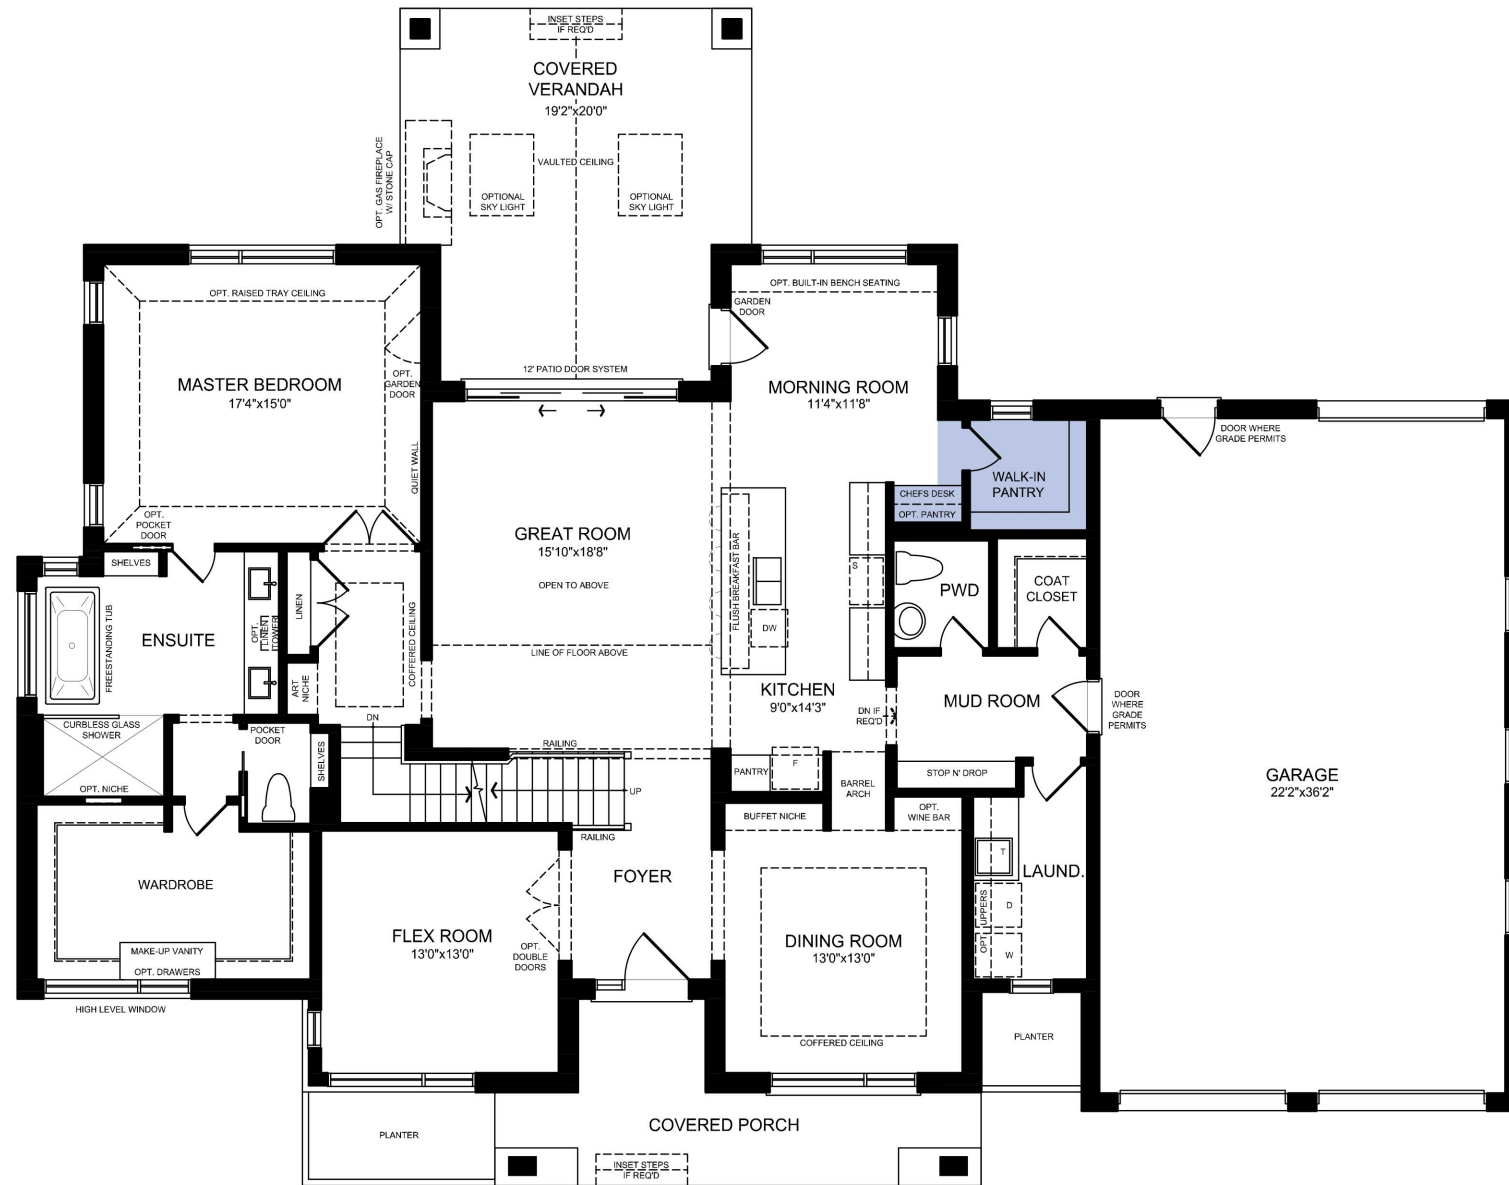 INSET STEPS
IF REQ'D
COVERED
VERANDAH
19'2"x20'0"
OPT. GAS FIREPLACE
W/ STONE CAP
VAULTED CEILING
OPTIONAL
SKY LIGHT
OPTIONAL
SKY LIGHT
12' PATIO DOOR SYSTEM
OPT. RAISED TRAY CEILING
MASTER BEDROOM
17'4"x15'0"
OPT.
GARDEN
DOOR
QUIET WALL
OPT.
POCKET
DOOR
OPT. BUILT-IN BENCH SEATING
GARDEN
DOOR
MORNING ROOM
11'4"x11'8"
WALK-IN
PANTRY
CHEFS DESK
OPT. PANTRY
DOOR WHERE
GRADE PERMITS
GREAT ROOM
15'10"x18'8"
OPEN TO ABOVE
LINE OF FLOOR ABOVE
FLUSH BREAKFAST BAR
DW
S
KITCHEN
9'0"x14'3"
PWD
COAT
CLOSET
MUD ROOM
DN IF
REQ'D
DOOR
WHERE
GRADE
PERMITS
SHELVES
FREESTANDING TUB
ENSUITE
OPT.
LINEN
TOWER
LINEN
COFFERED CEILING
ART
NICHE
CURBLESS GLASS
SHOWER
OPT. NICHE
POCKET
DOOR
SHELVES
DN
RAILING
UP
RAILING
PANTRY
F
BARREL
ARCH
STOP N' DROP
GARAGE
22'2"x36'2"
WARDROBE
MAKE-UP VANITY
OPT. DRAWERS
HIGH LEVEL WINDOW
FLEX ROOM
13'0"x13'0"
OPT.
DOUBLE
DOORS
FOYER
BUFFET NICHE
OPT.
WINE BAR
DINING ROOM
13'0"x13'0"
COFFERED CEILING
T
LAUND.
OPT. UPPERS
D
W
PLANTER
PLANTER
COVERED PORCH
INSET STEPS
IF REQ'D